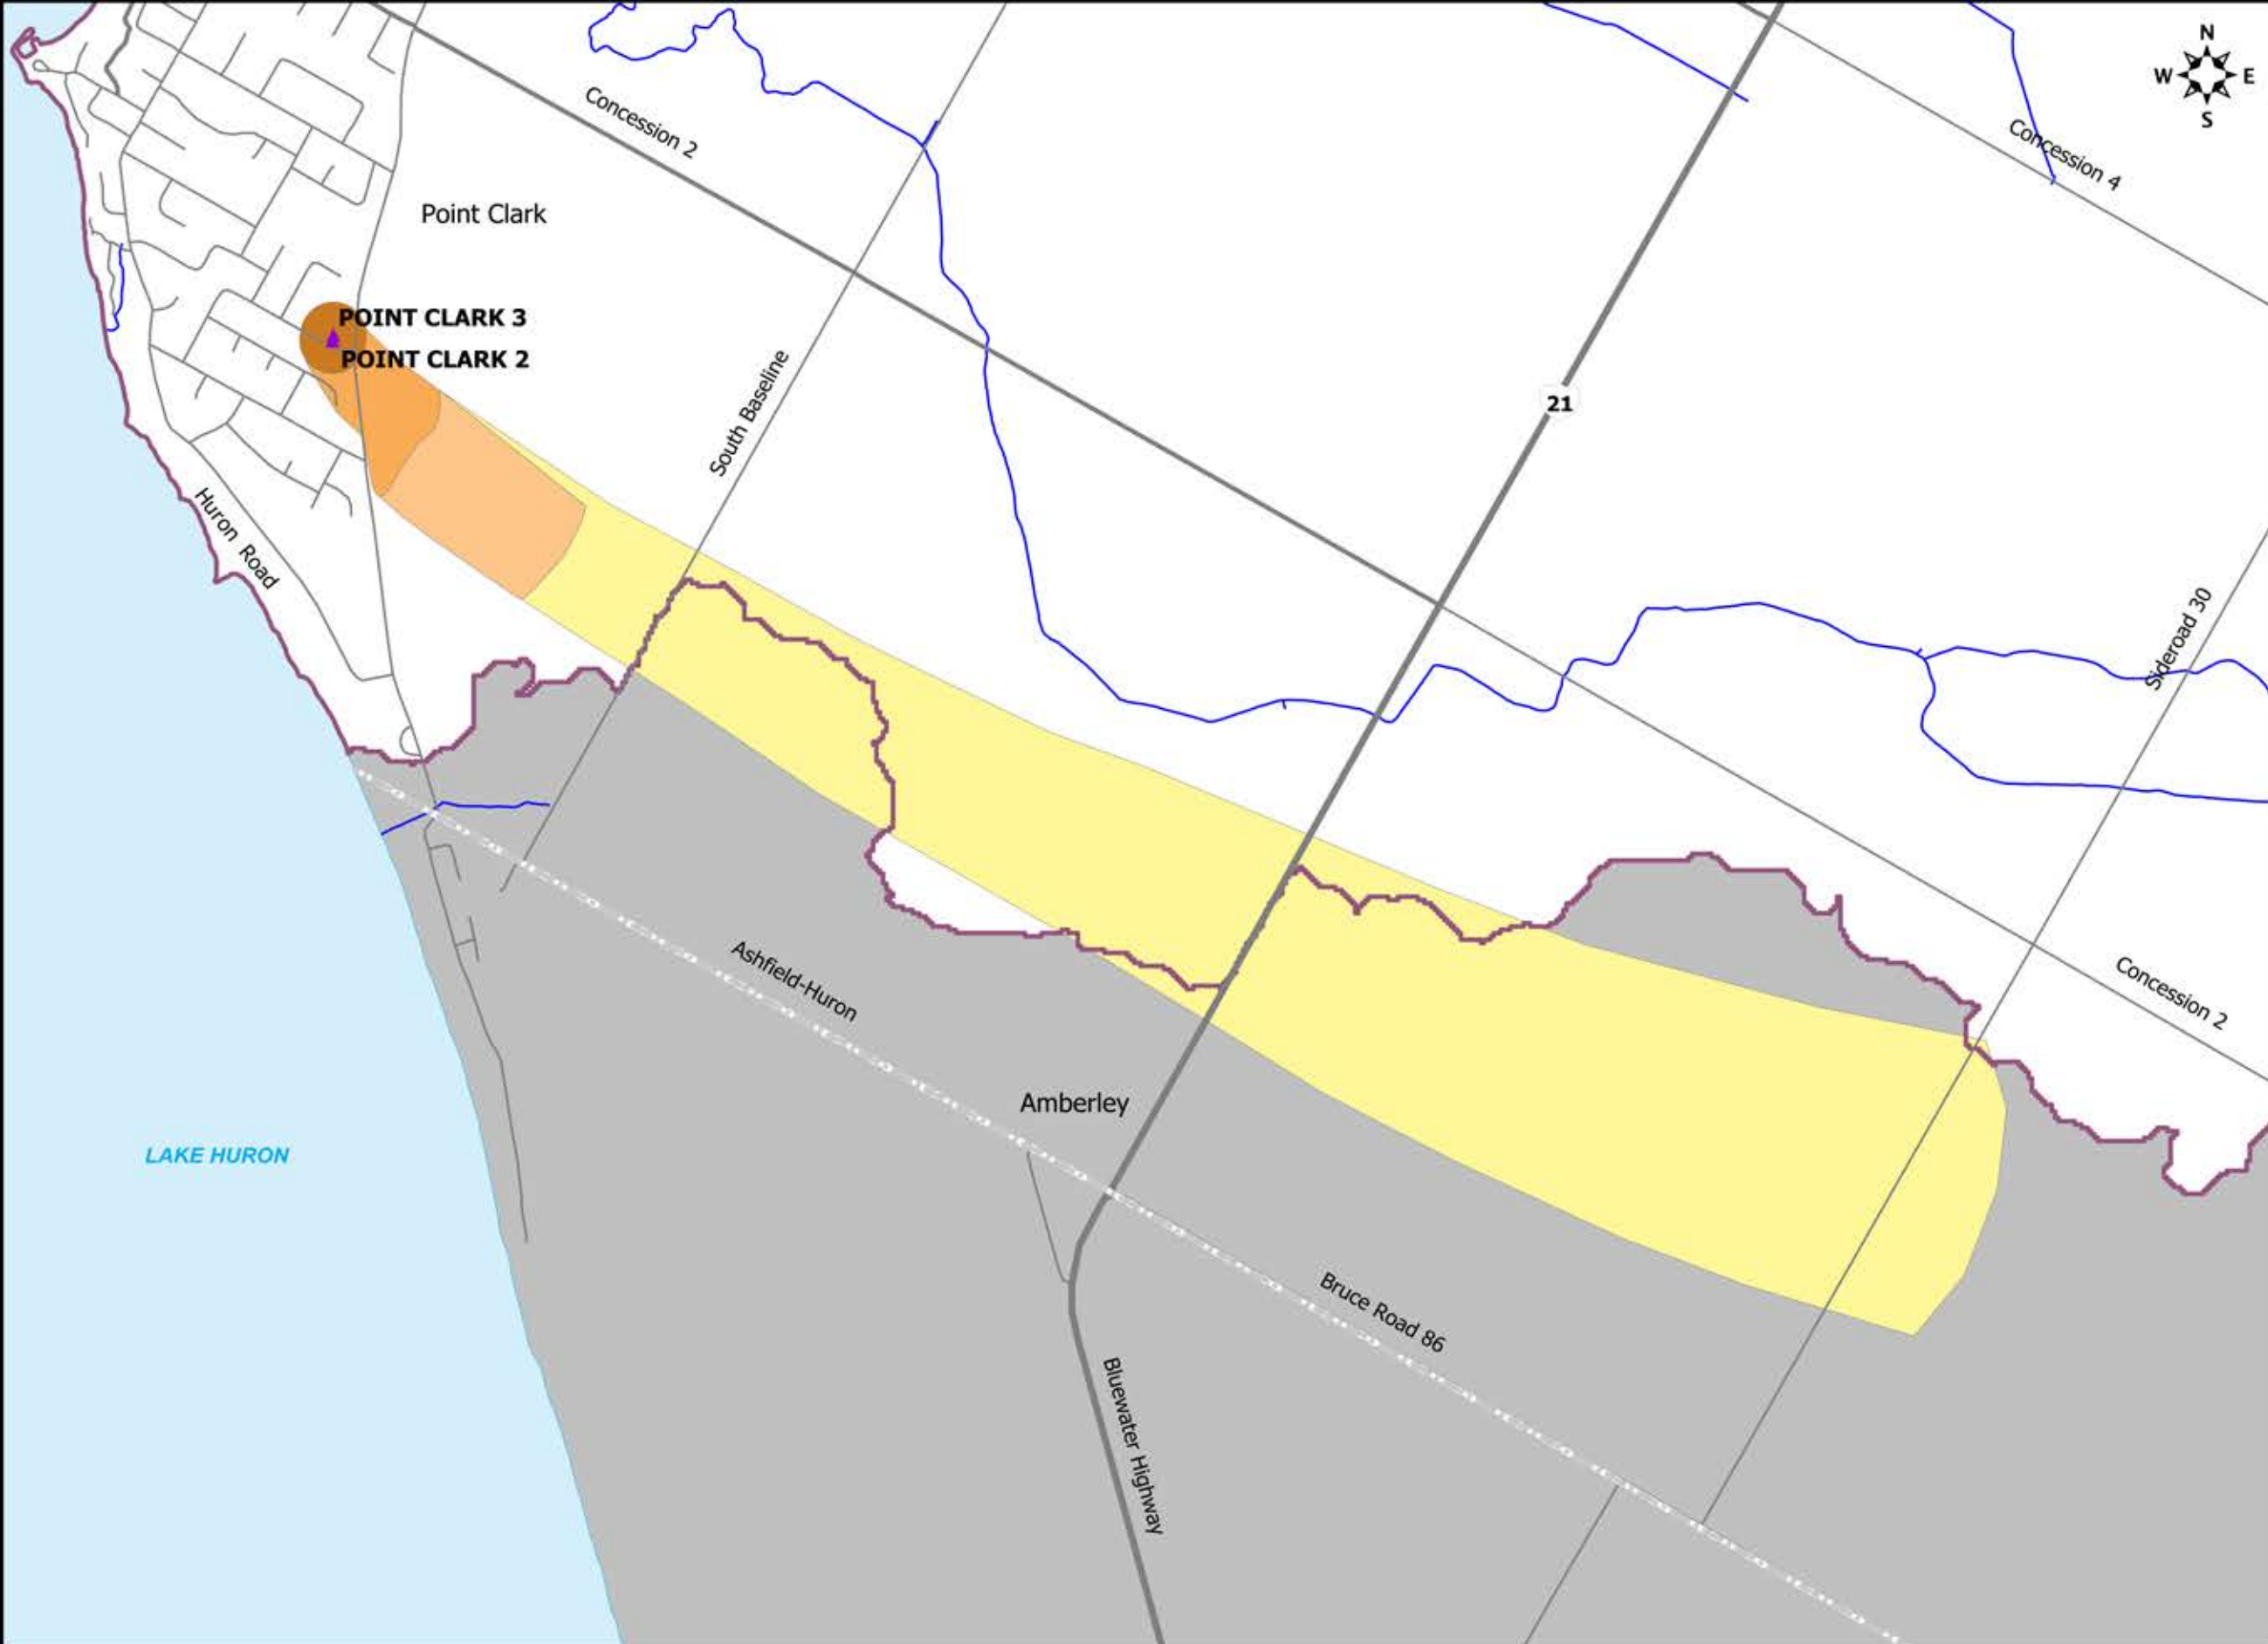 N
W E
S
Concession 2
Concession 4
Point Clark
POINT CLARK 3
POINT CLARK 2
South Baseline
21
Huron Road
Sideroad 30
Ashfield-Huron
Concession 2
Amberley
LAKE HURON
Bruce Road 86
Bluewater Highway